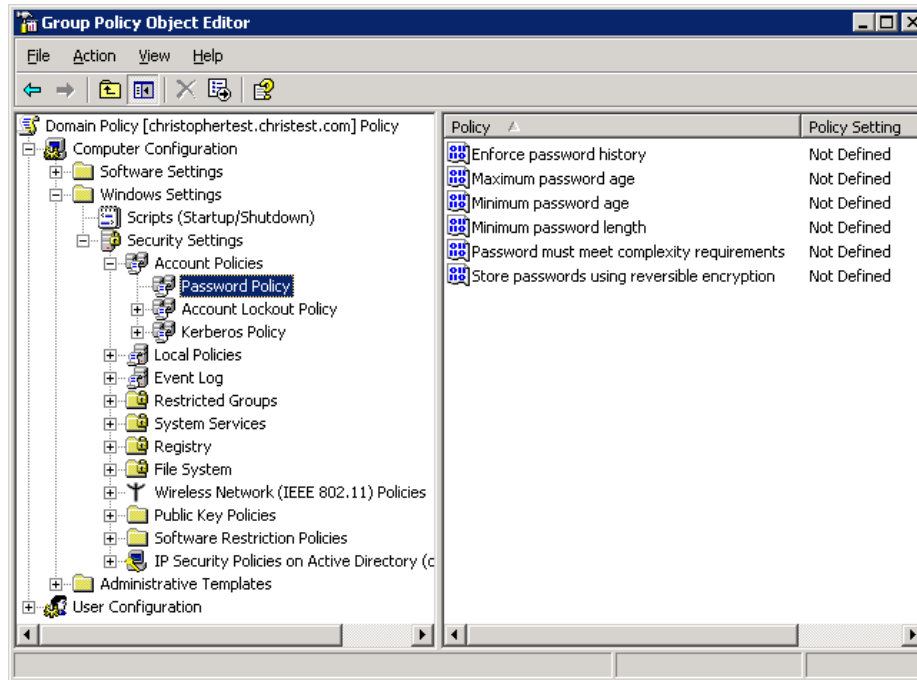 Group Policy Object Editor
File Action View Help
Domain Policy [christophertest.christest.com] Policy
Computer Configuration
Software Settings
Windows Settings
Scripts (Startup/Shutdown)
Security Settings
Account Policies
Password Policy
Account Lockout Policy
Kerberos Policy
Local Policies
Event Log
Restricted Groups
System Services
Registry
File System
Wireless Network (IEEE 802.11) Policies
Public Key Policies
Software Restriction Policies
IP Security Policies on Active Directory (c
Administrative Templates
User Configuration
Policy Policy Setting
Enforce password history Not Defined
Maximum password age Not Defined
Minimum password age Not Defined
Minimum password length Not Defined
Password must meet complexity requirements Not Defined
Store passwords using reversible encryption Not Defined